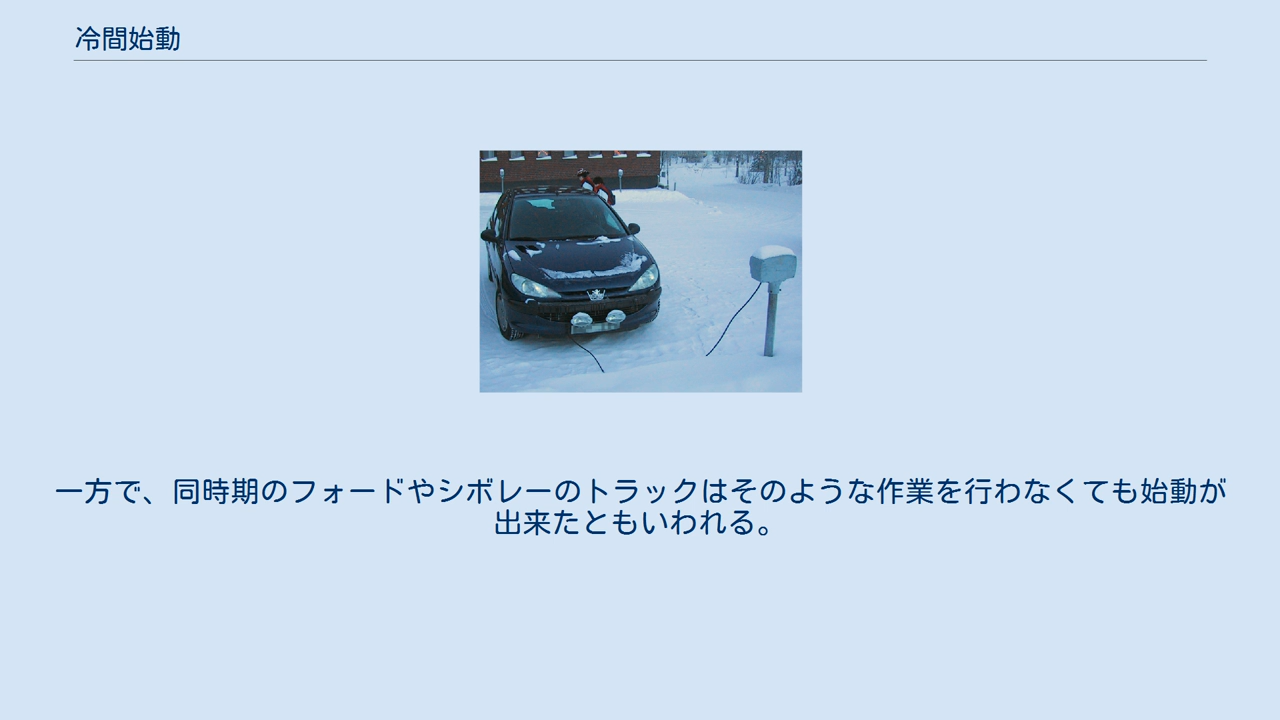 冷間始動
一方で、同時期のフォードやシボレーのトラックはそのような作業を行わなくても始動が
出来たともいわれる。